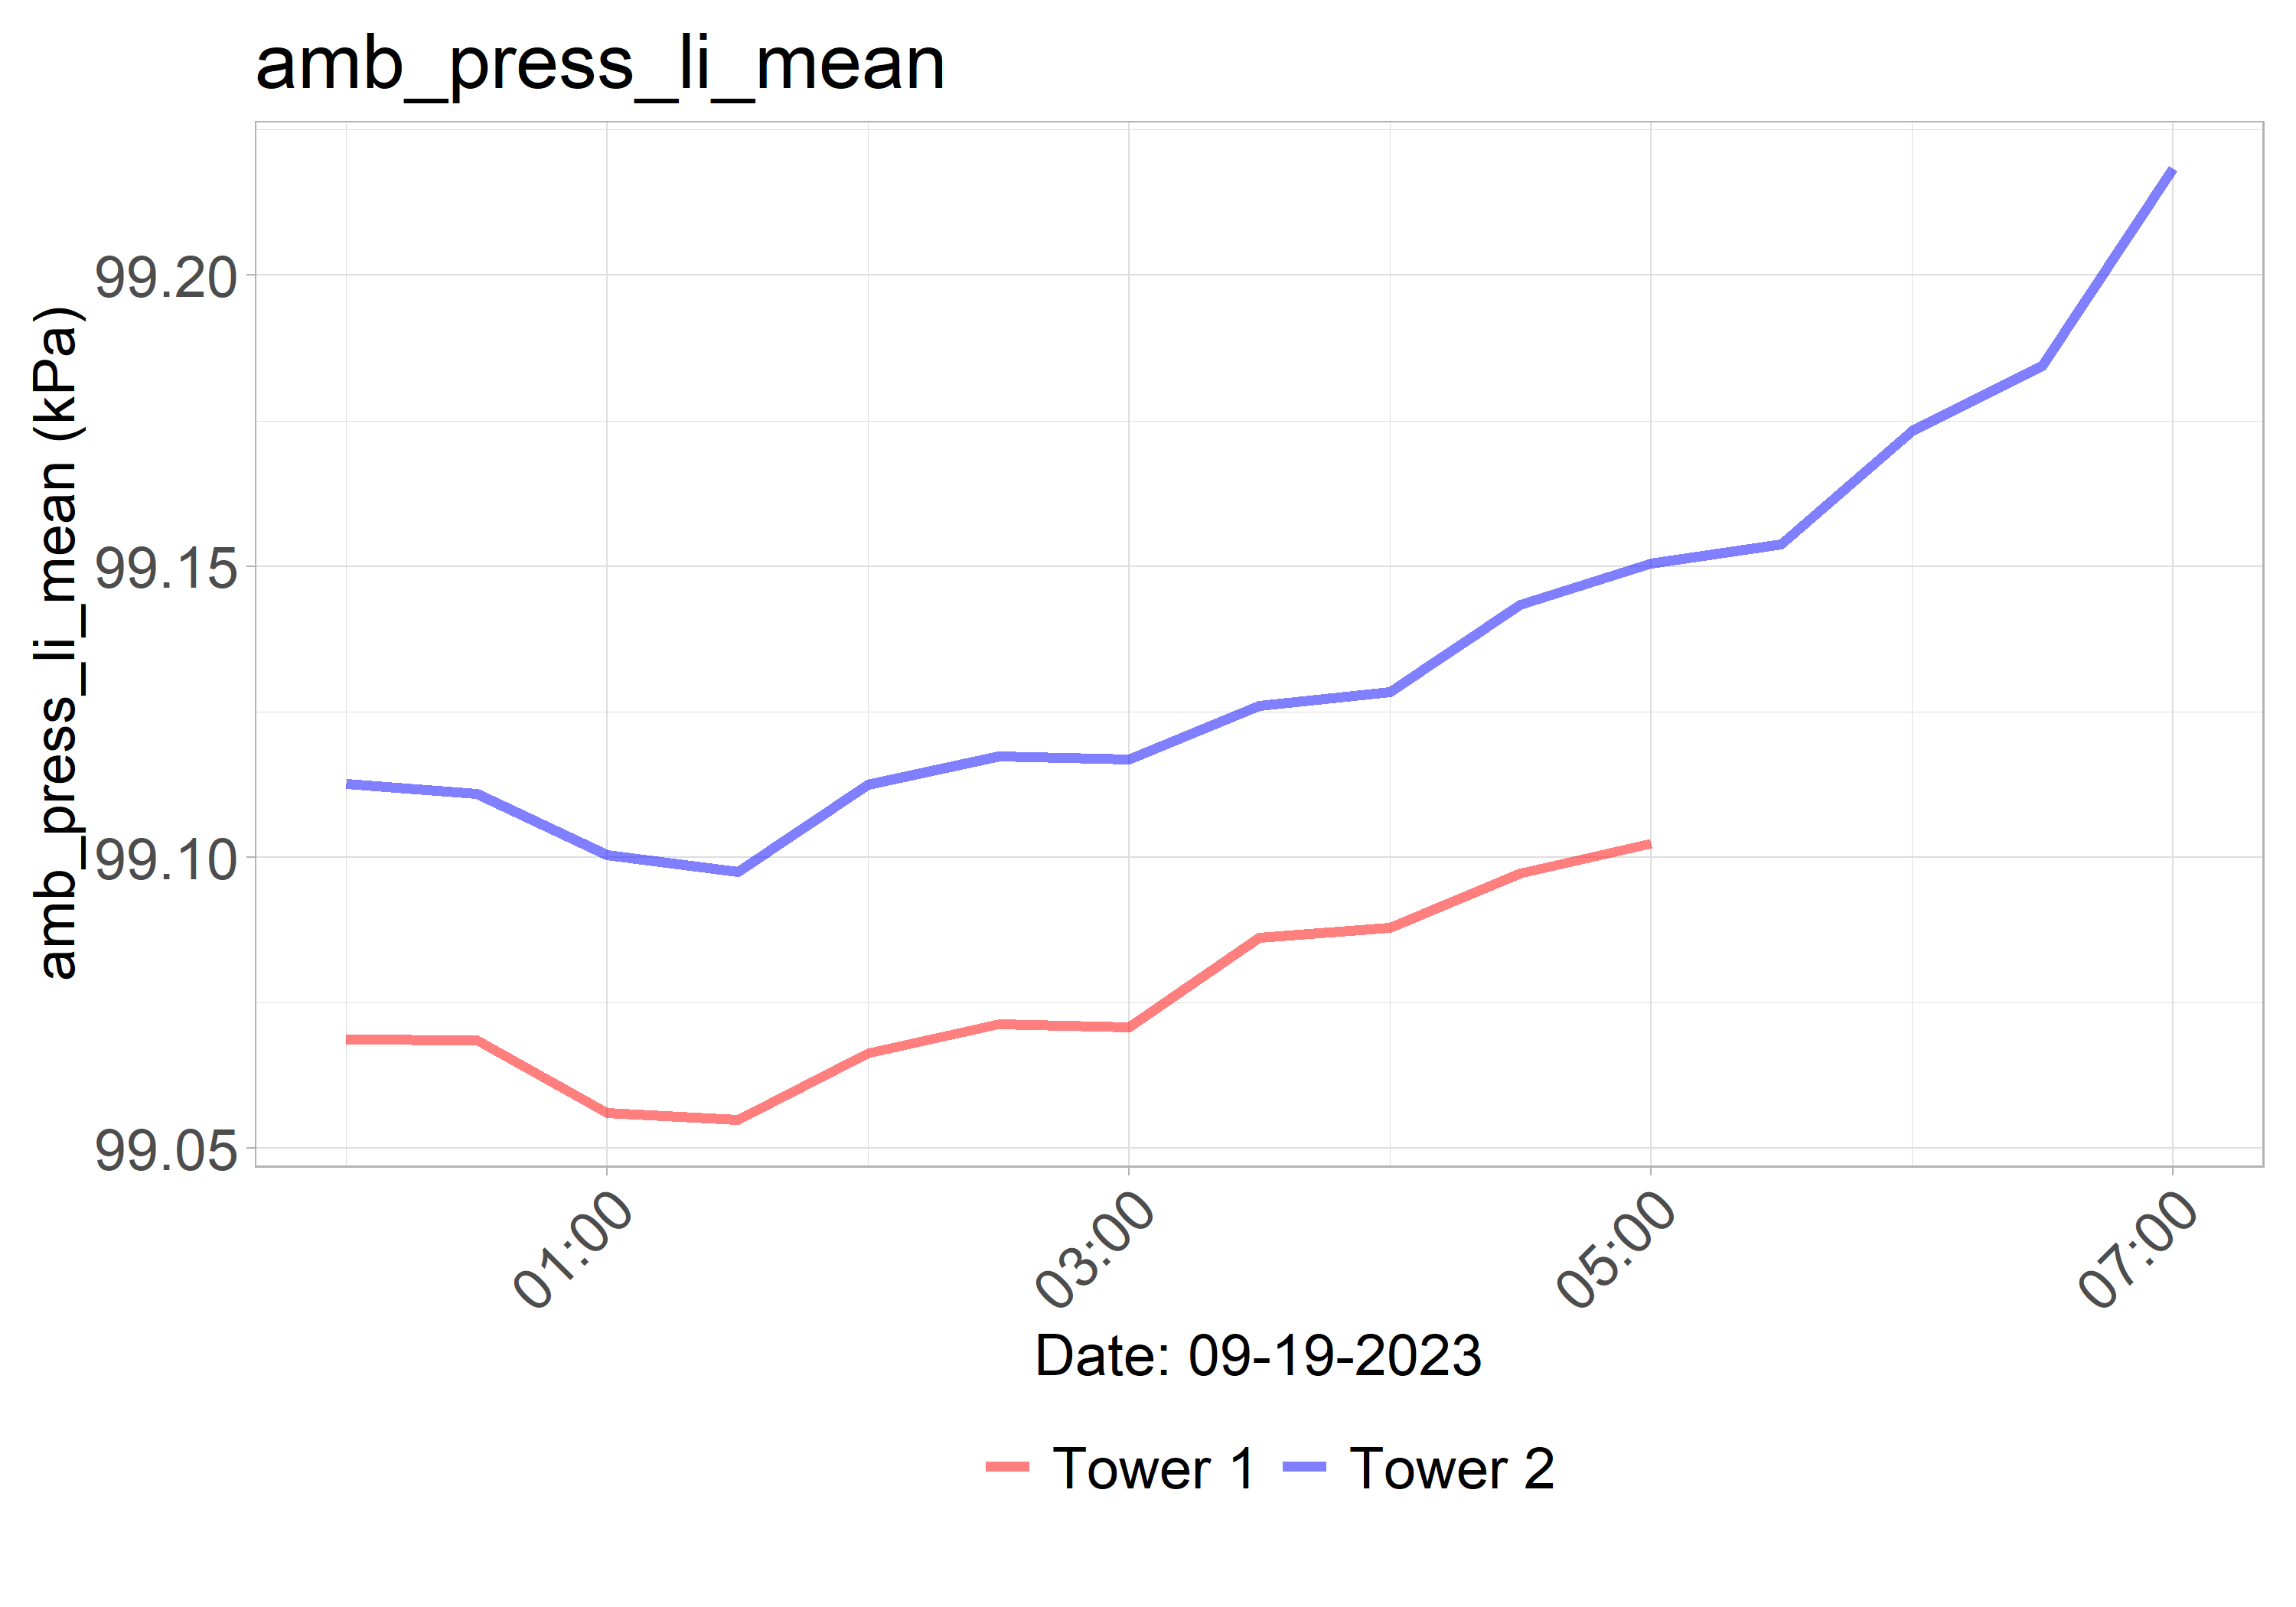 amb_press_li_mean
amb_press_li_mean (kPa)
99.20
99.15
99.10
99.05
01:00
03:00
05:00
07:00
Date: 09-19-2023
Tower 1
Tower 2